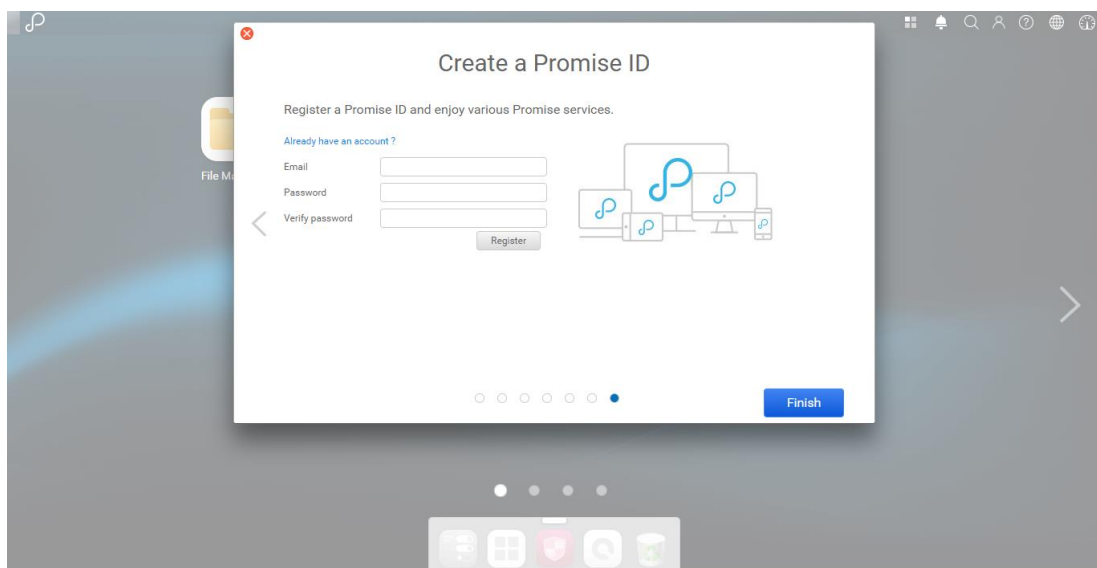 Create a Promise ID
Register a Promise ID and enjoy various Promise services.
Already have an account ?
Email
File
Password
Verify password
Register
Finish